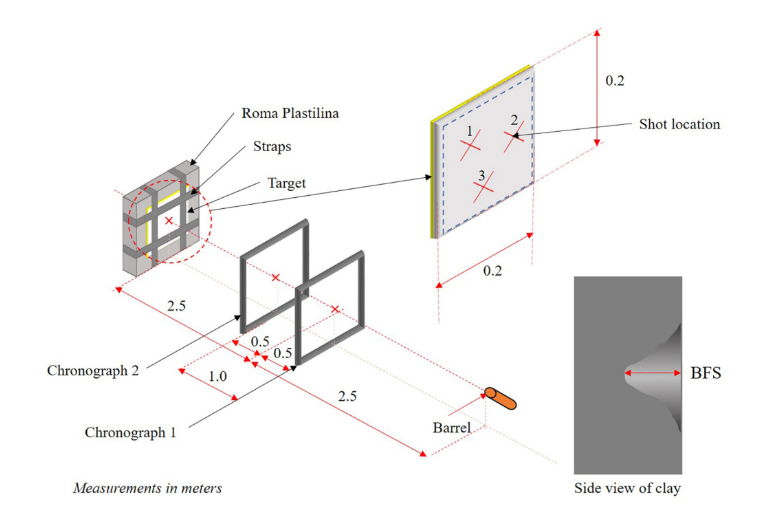 Roma Plastilina
Straps
Target
1
2
3
Shot location
0.2
0.2
2.5
0.5
0.5
1.0
2.5
Chronograph 2
Chronograph 1
Barrel
BFS
Measurements in meters
Side view of clay